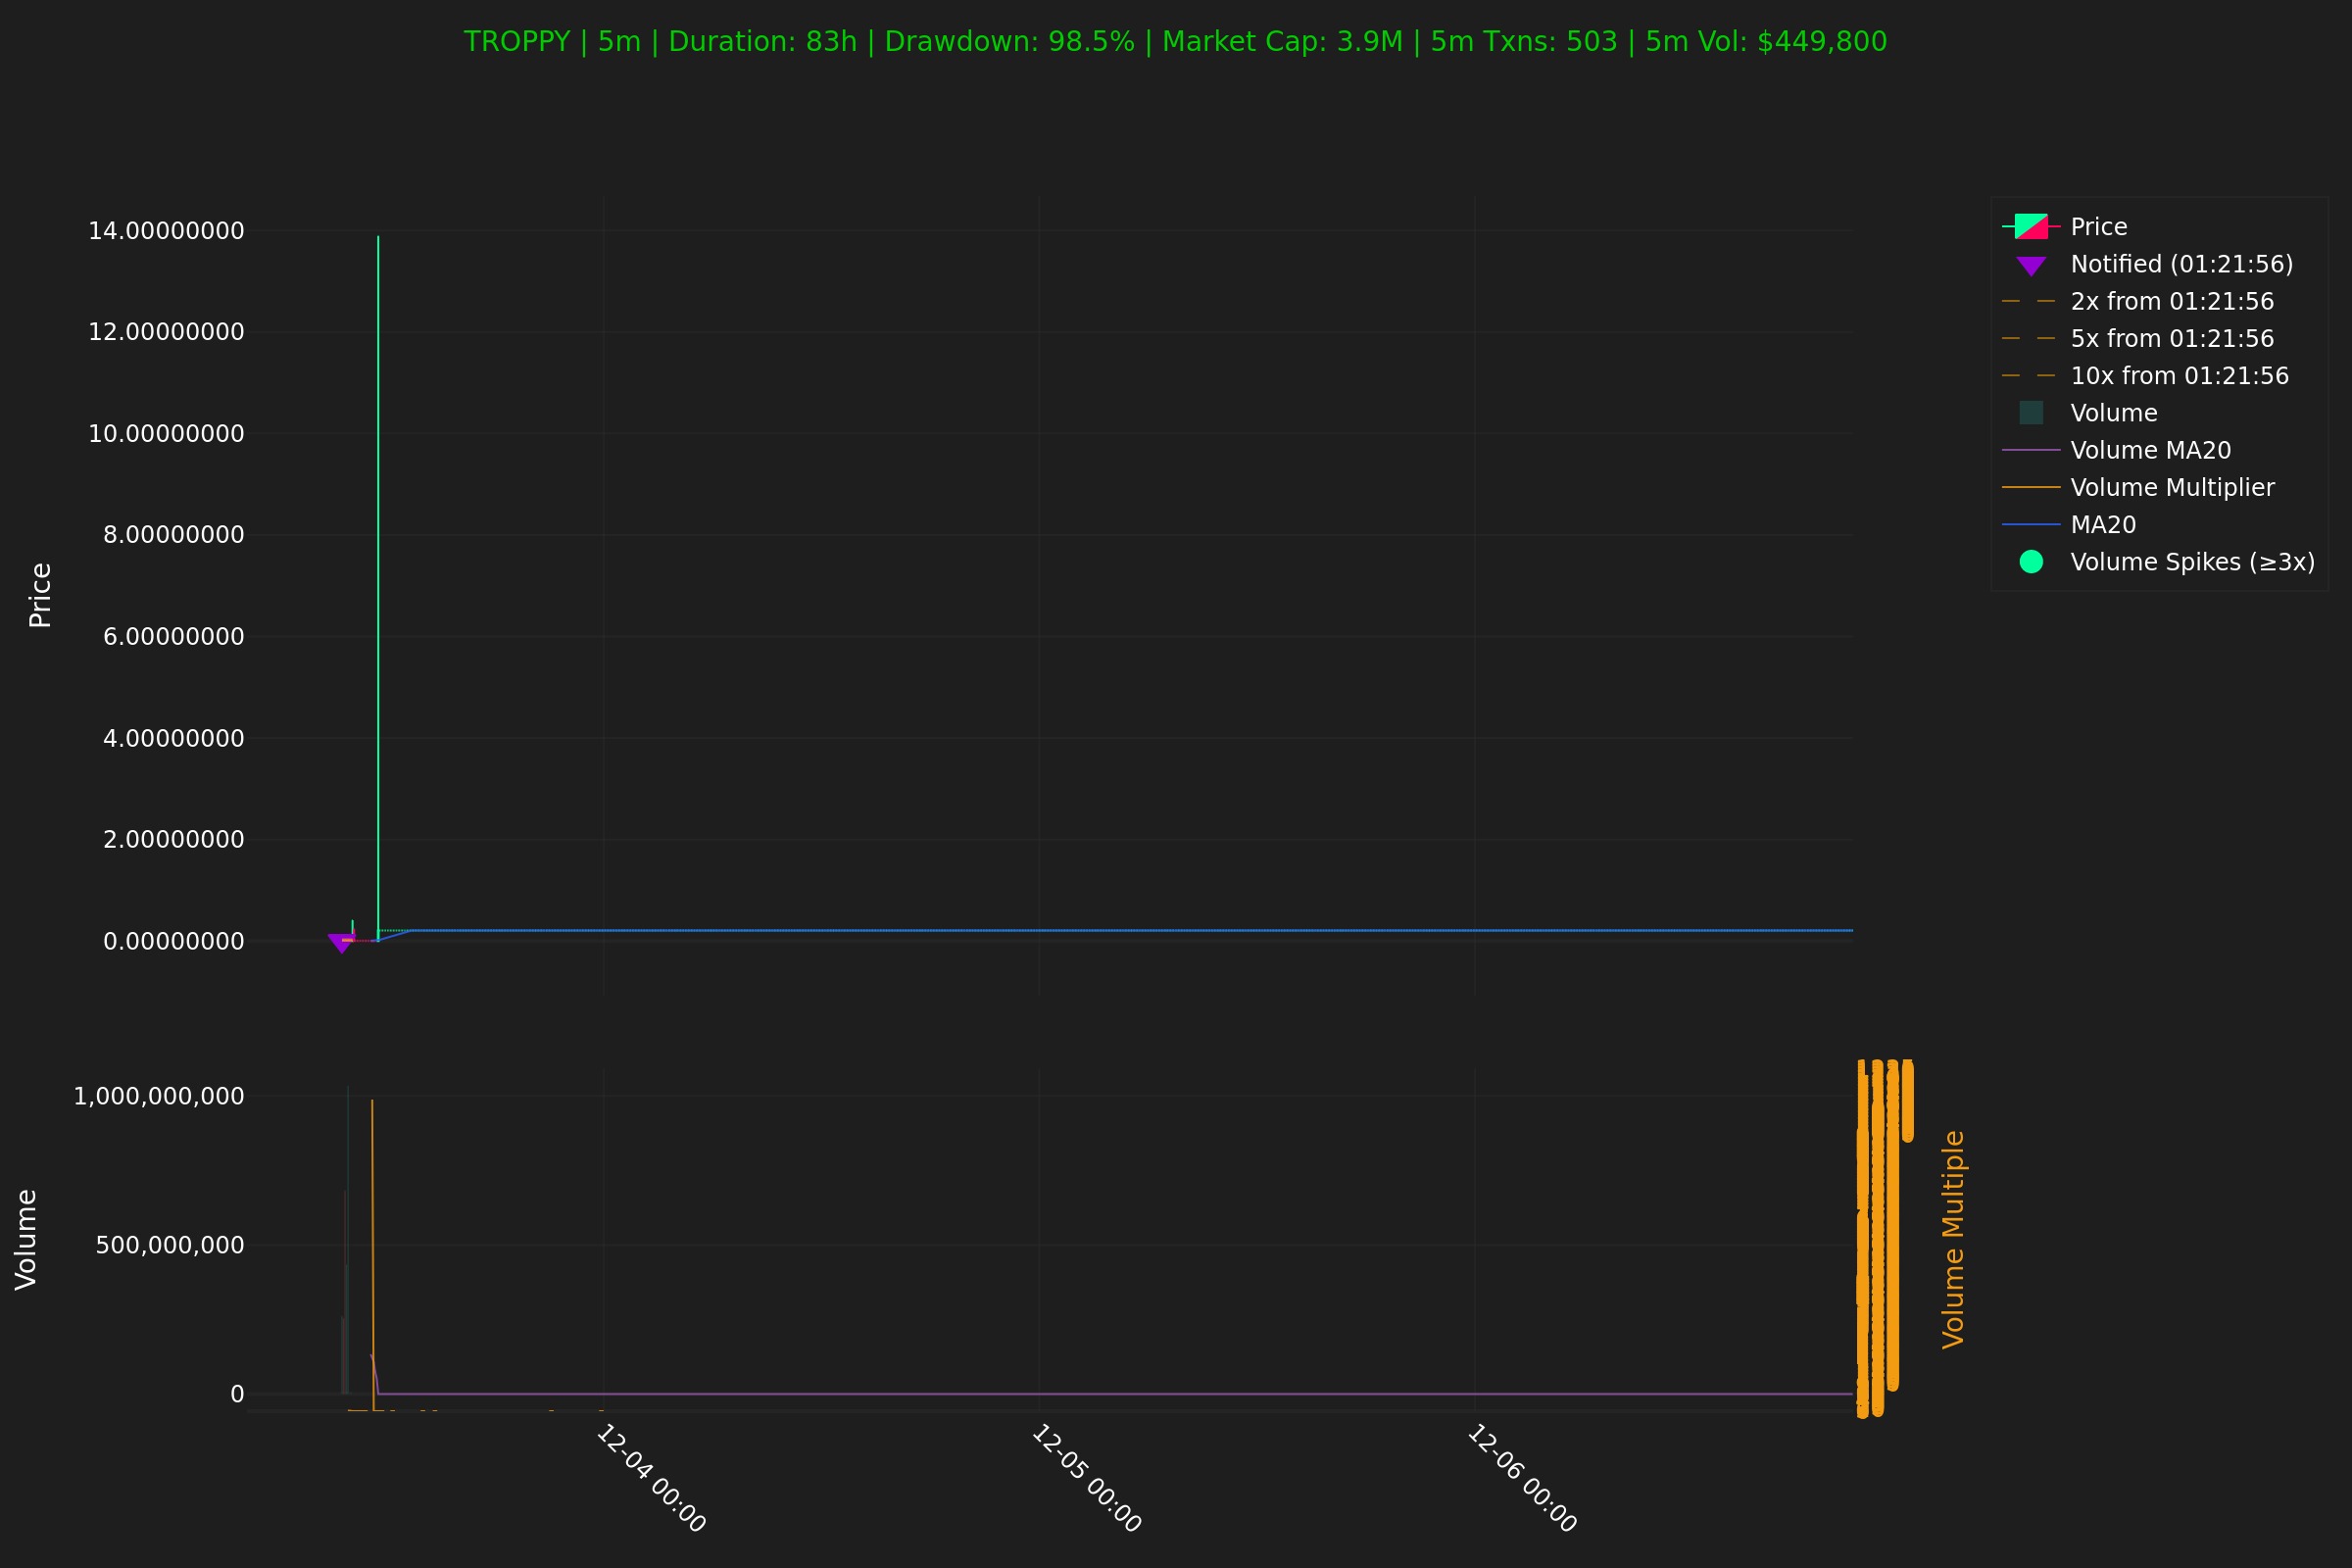 TROPPY | 5m | Duration: 83h | Drawdown: 98.5% | Market Cap: 3.9M | 5m Txns: 503 | 5m Vol: $449,800
14.00000000
12.00000000
10.00000000
8.00000000
6.00000000
4.00000000
2.00000000
0.00000000
Price
Price
Notified (01:21:56)
2x from 01:21:56
5x from 01:21:56
10x from 01:21:56
Volume
Volume MA20
Volume Multiplier
MA20
Volume Spikes (≥3x)
1,000,000,000
500,000,000
0
Volume
Volume Multiple
12-04 00:00
12-05 00:00
12-06 00:00